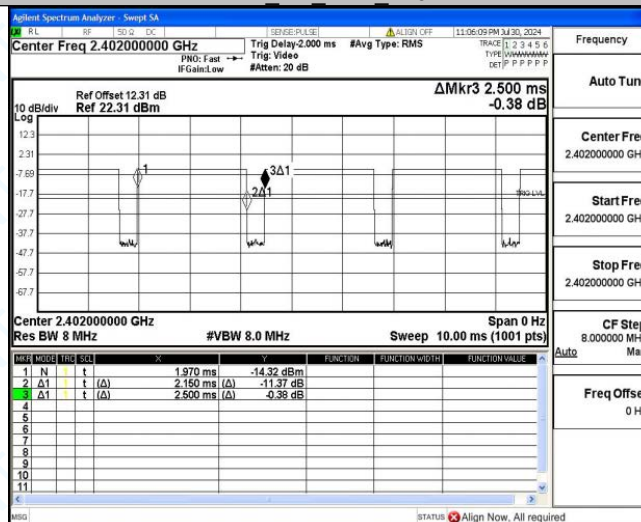 Agilent Spectrum Analyzer - Swept SA
RL RF 50 Ω DC SENSE:PULSE ALIGN OFF 11:06:09 PM Jul 30, 2024
Center Freq 2.402000000 GHz
PNO: Fast
IFGain:Low
Trig Delay-2.000 ms
Trig: Video
#Atten: 20 dB
#Avg Type: RMS
TRACE 1 2 3 4 5 6
TYPE WWWWWW
DET P P P P P P
Ref Offset 12.31 dB
10 dB/div Ref 22.31 dBm
Log
ΔMkr3 2.500 ms
-0.38 dB
12.3
2.31
-7.69
-17.7
-27.7
-37.7
-47.7
-57.7
-67.7
1
2Δ1
3Δ1
TRIG LVL
Center 2.402000000 GHz Span 0 Hz
Res BW 8 MHz #VBW 8.0 MHz Sweep 10.00 ms (1001 pts)
MKR MODE TRC SCL X Y FUNCTION FUNCTION WIDTH FUNCTION VALUE
1 N 1 t 1.970 ms -14.32 dBm
2 Δ1 1 t (Δ) 2.150 ms (Δ) -11.37 dB
3 Δ1 1 t (Δ) 2.500 ms (Δ) -0.38 dB
4
5
6
7
8
9
10
11
MSG STATUS Align Now, All required
Frequency
Auto Tun
Center Fre
2.402000000 GH
Start Fre
2.402000000 GH
Stop Fre
2.402000000 GH
CF Step
8.000000 MH
Auto Ma
Freq Offse
0 H